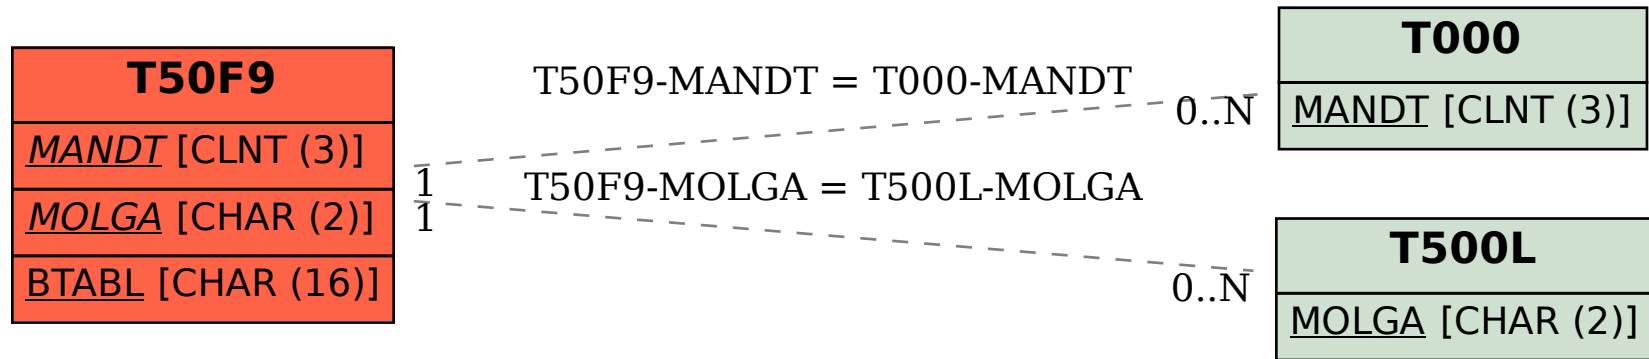 T50F9
MANDT [CLNT (3)]
MOLGA [CHAR (2)]
BTABL [CHAR (16)]
T50F9-MANDT = T000-MANDT
0..N
1
T50F9-MOLGA = T500L-MOLGA
1
0..N
T000
MANDT [CLNT (3)]
T500L
MOLGA [CHAR (2)]